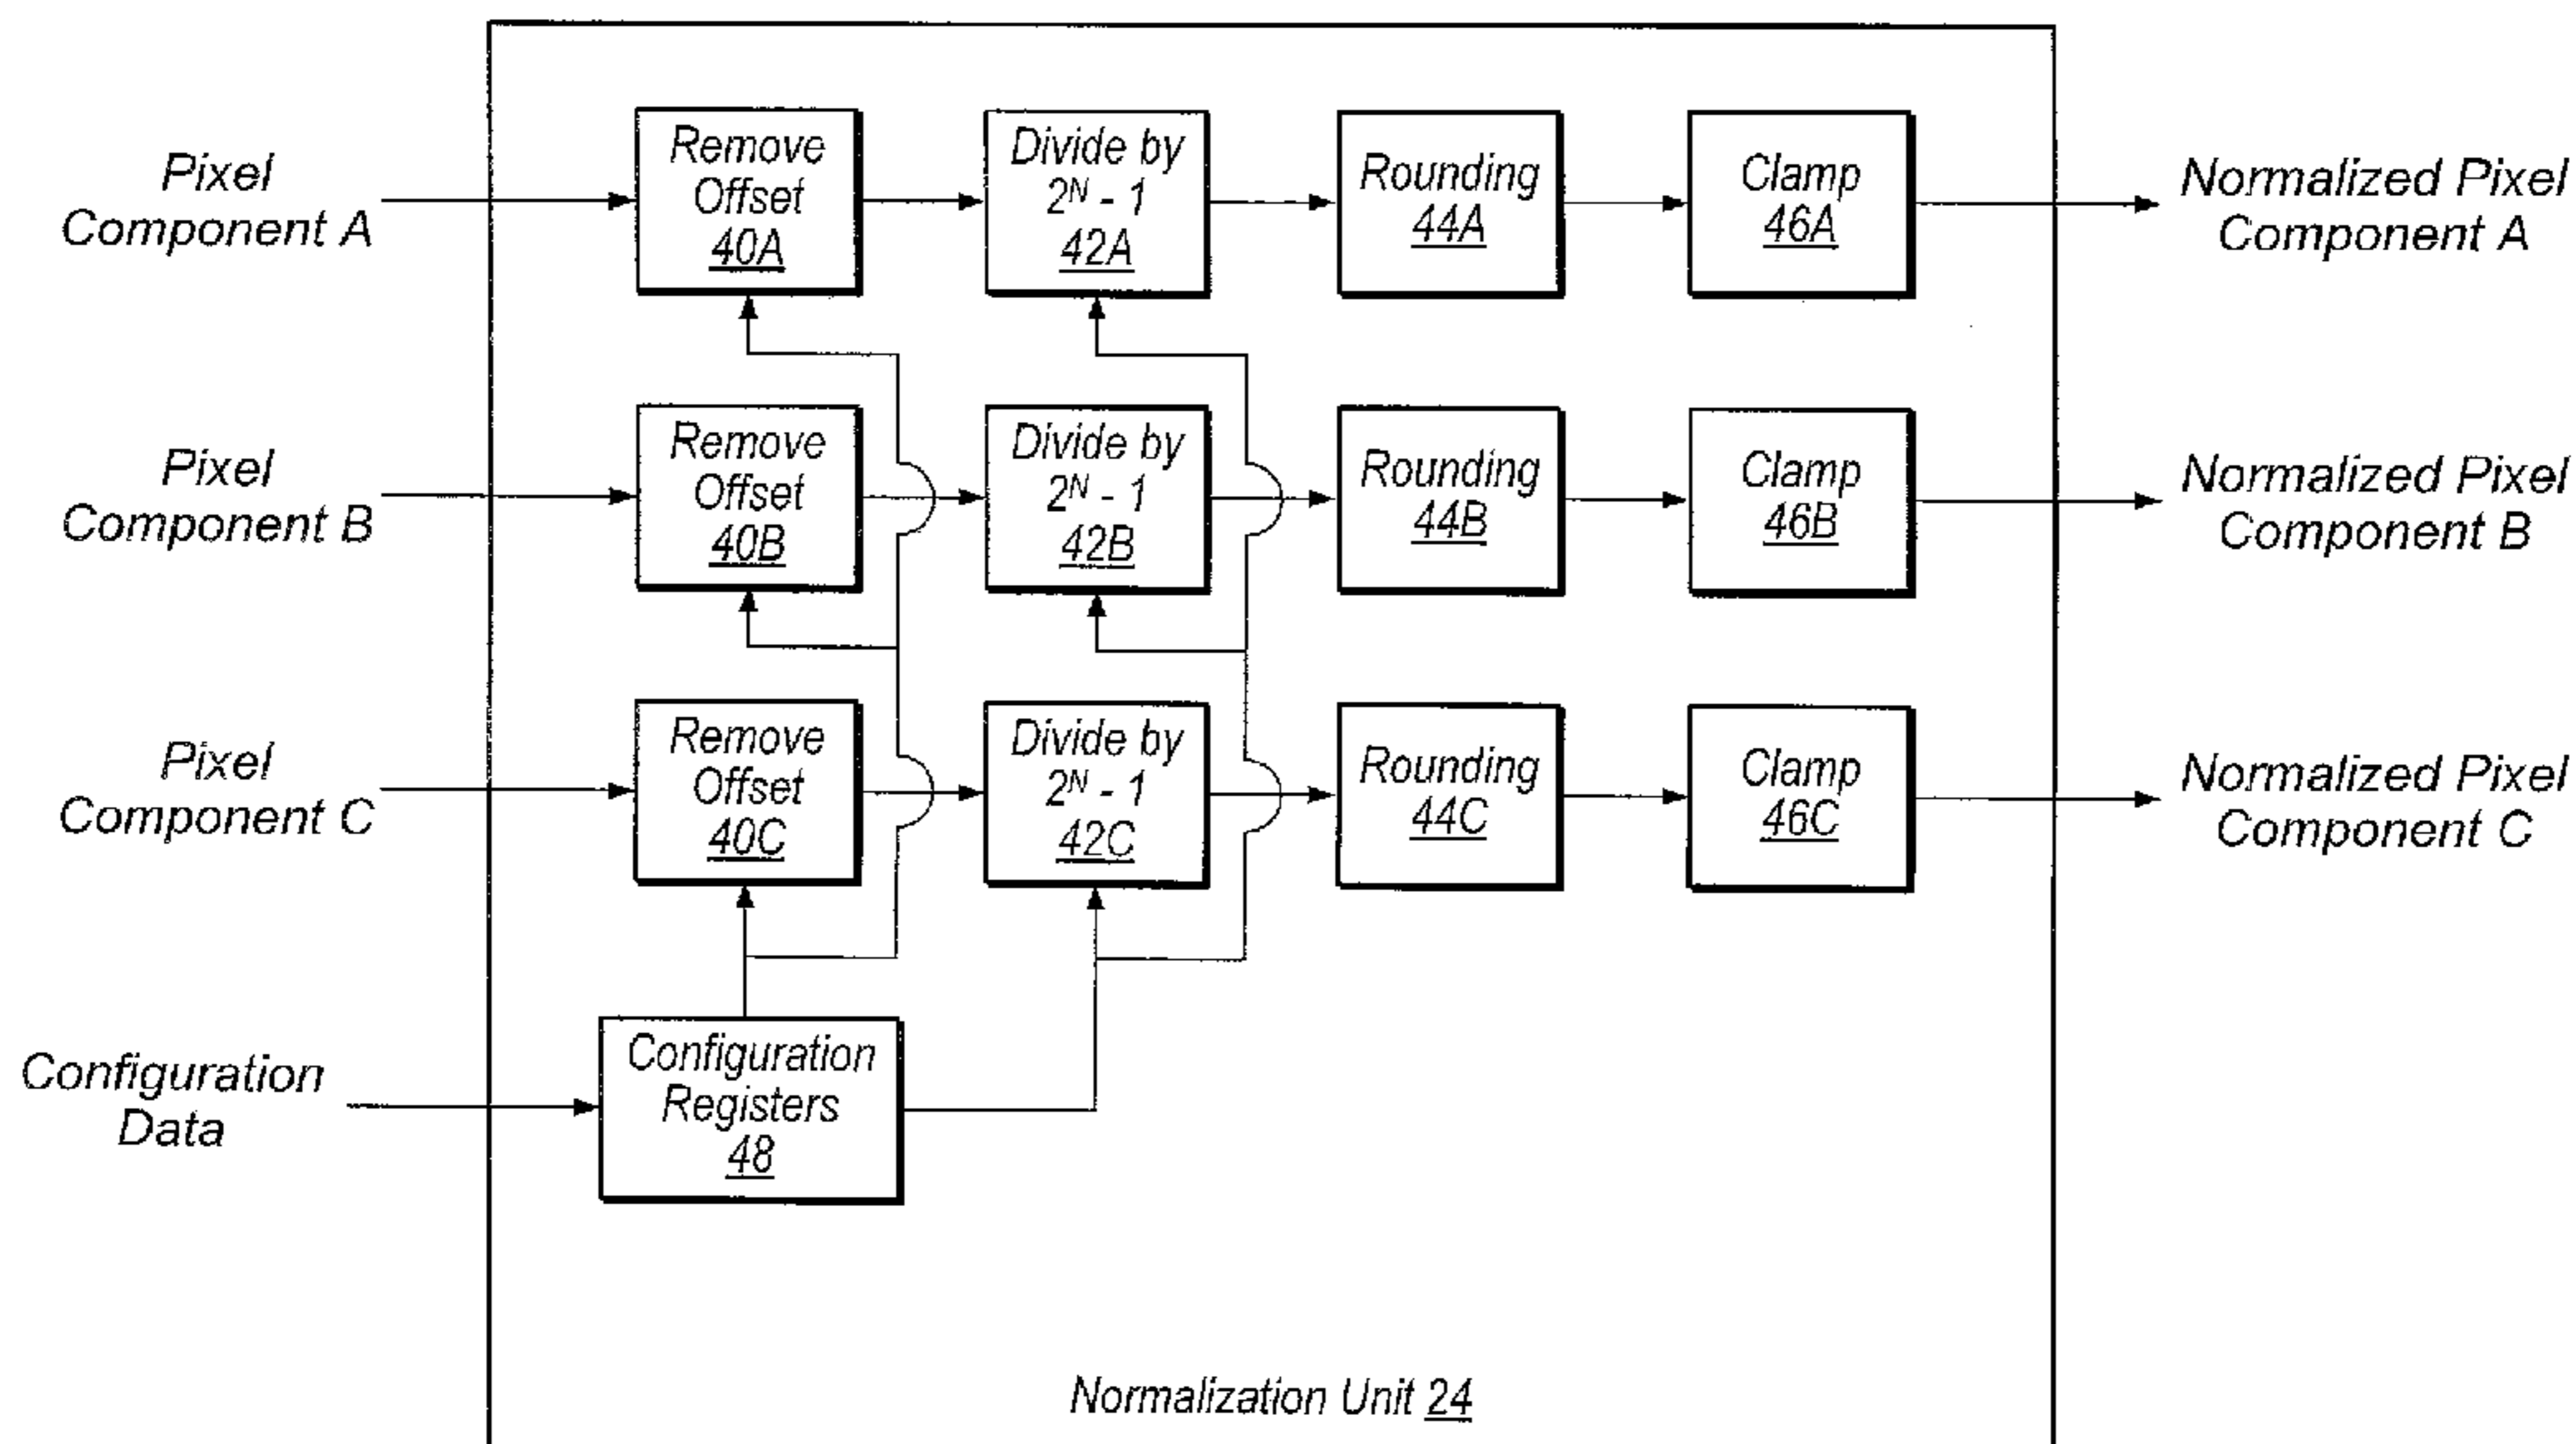 Pixel
Component A
Remove
Offset
40A
Divide by
2ᴺ - 1
42A
Rounding
44A
Clamp
46A
Normalized Pixel
Component A
Pixel
Component B
Remove
Offset
40B
Divide by
2ᴺ - 1
42B
Rounding
44B
Clamp
46B
Normalized Pixel
Component B
Pixel
Component C
Remove
Offset
40C
Divide by
2ᴺ - 1
42C
Rounding
44C
Clamp
46C
Normalized Pixel
Component C
Configuration
Data
Configuration
Registers
48
Normalization Unit 24